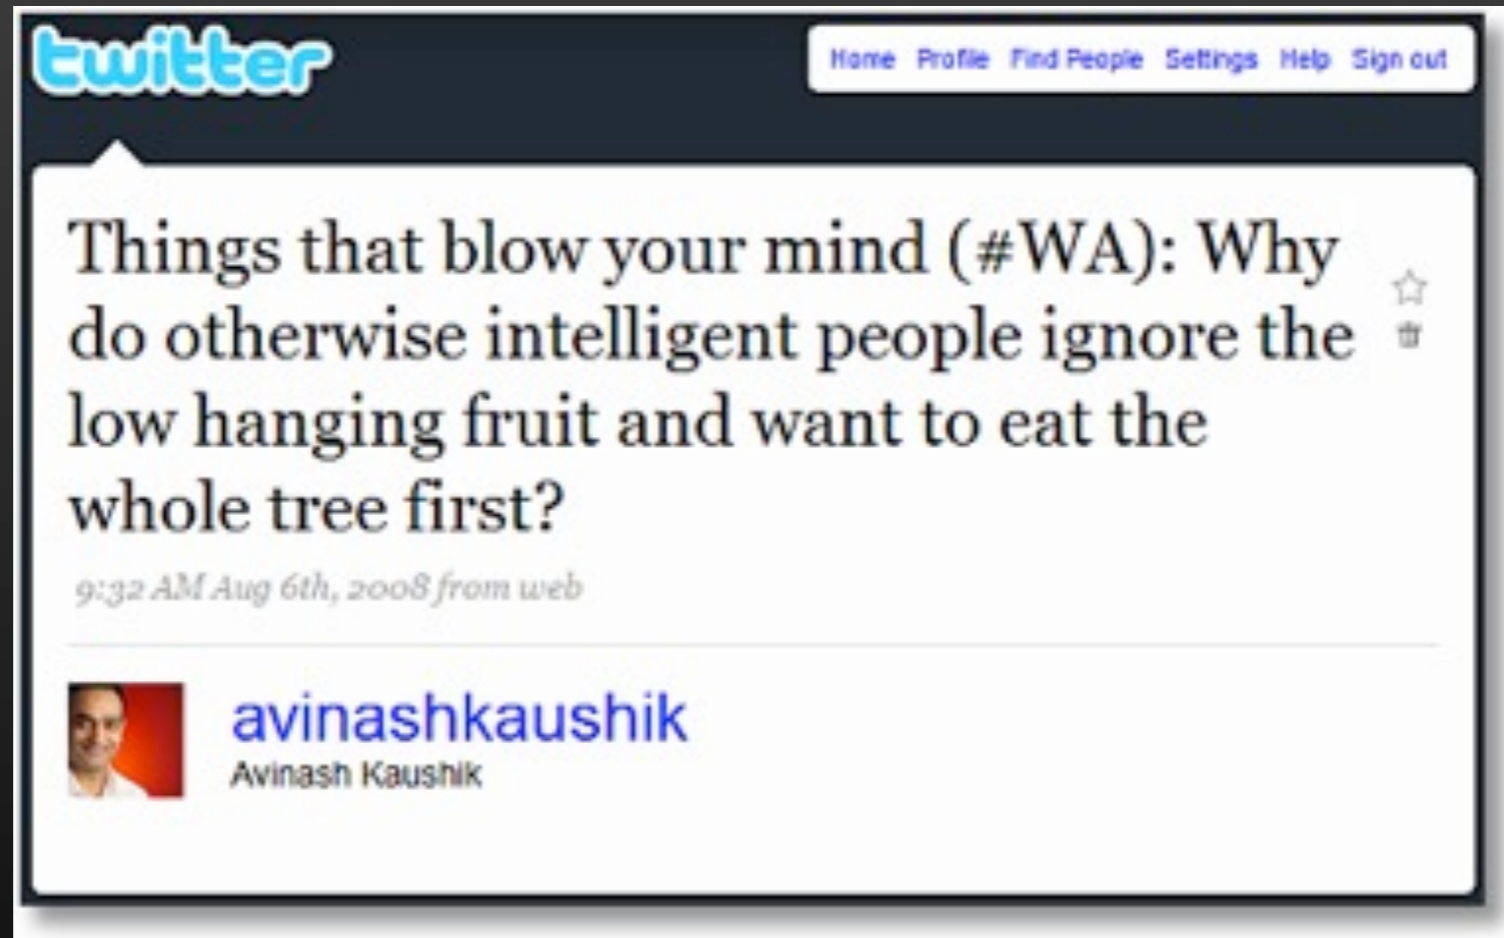 twitter
Home Profile Find People Settings Help Sign out
Things that blow your mind (#WA): Why
do otherwise intelligent people ignore the
low hanging fruit and want to eat the
whole tree first?
9:32 AM Aug 6th, 2008 from web
avinashkaushik
Avinash Kaushik